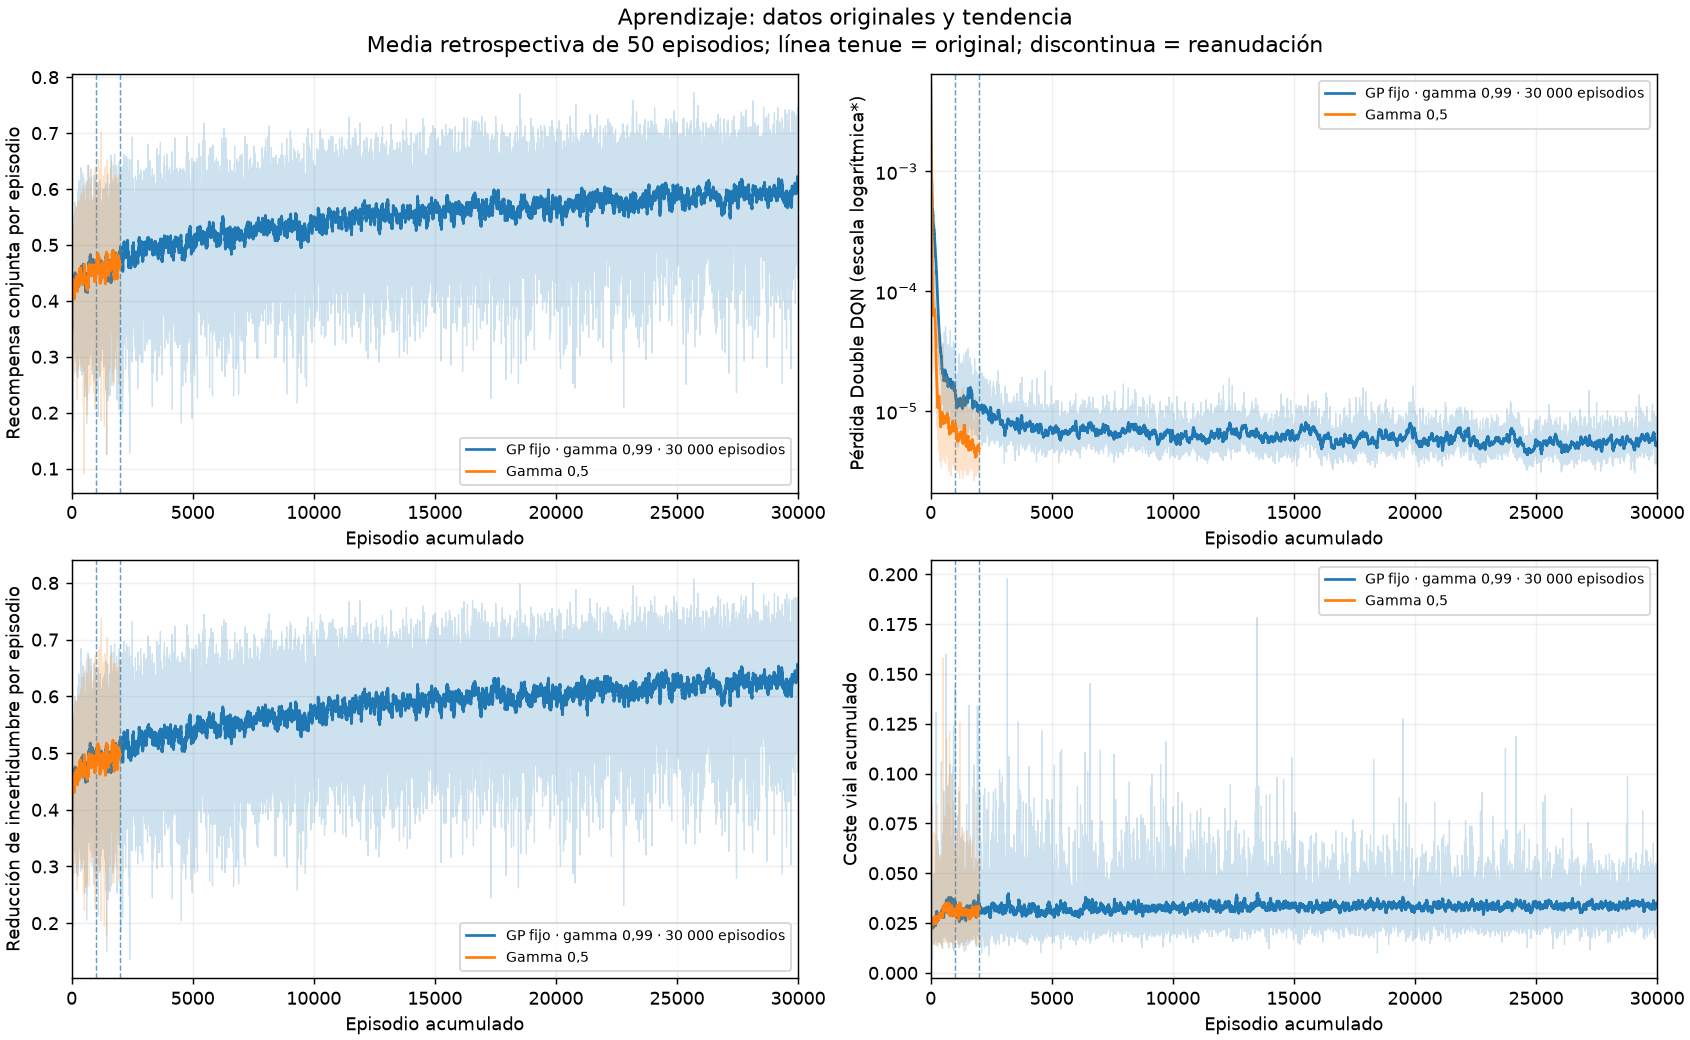 Aprendizaje: datos originales y tendencia
Media retrospectiva de 50 episodios; línea tenue = original; discontinua = reanudación
Recompensa conjunta por episodio
0.8
0.7
0.6
0.5
0.4
0.3
0.2
0.1
GP fijo · gamma 0,99 · 30 000 episodios
Gamma 0,5
0 5000 10000 15000 20000 25000 30000
Episodio acumulado
Pérdida Double DQN (escala logarítmica*)
10⁻³
10⁻⁴
10⁻⁵
GP fijo · gamma 0,99 · 30 000 episodios
Gamma 0,5
0 5000 10000 15000 20000 25000 30000
Episodio acumulado
Reducción de incertidumbre por episodio
0.8
0.7
0.6
0.5
0.4
0.3
0.2
GP fijo · gamma 0,99 · 30 000 episodios
Gamma 0,5
0 5000 10000 15000 20000 25000 30000
Episodio acumulado
Coste vial acumulado
0.200
0.175
0.150
0.125
0.100
0.075
0.050
0.025
0.000
GP fijo · gamma 0,99 · 30 000 episodios
Gamma 0,5
0 5000 10000 15000 20000 25000 30000
Episodio acumulado